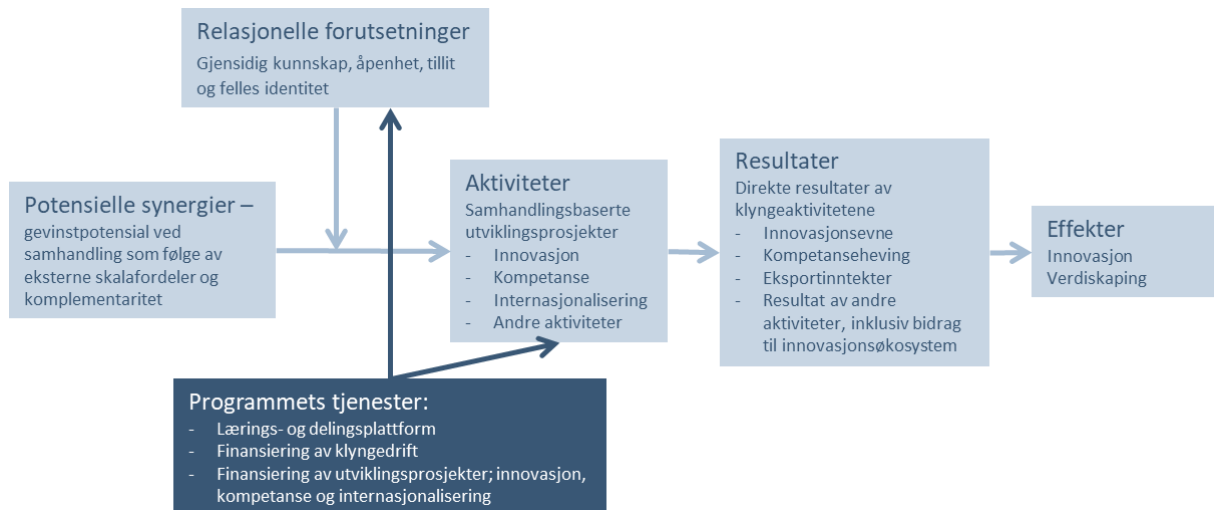 Relasjonelle forutsetninger
Gjensidig kunnskap, åpenhet, tillit
og felles identitet
Potensielle synergier –
gevinstpotensial ved
samhandling som følge av
eksterne skalafordeler og
komplementaritet
Aktiviteter
Samhandlingsbaserte
utviklingsprosjekter
- Innovasjon
- Kompetanse
- Internasjonalisering
- Andre aktiviteter
Resultater
Direkte resultater av
klyngeaktivitetene
- Innovasjonsevne
- Kompetanseheving
- Eksportinntekter
- Resultat av andre
aktiviteter, inklusiv bidrag
til innovasjonsøkosystem
Effekter
Innovasjon
Verdiskaping
Programmets tjenester:
- Lærings- og delingsplattform
- Finansiering av klyngedrift
- Finansiering av utviklingsprosjekter; innovasjon,
kompetanse og internasjonalisering